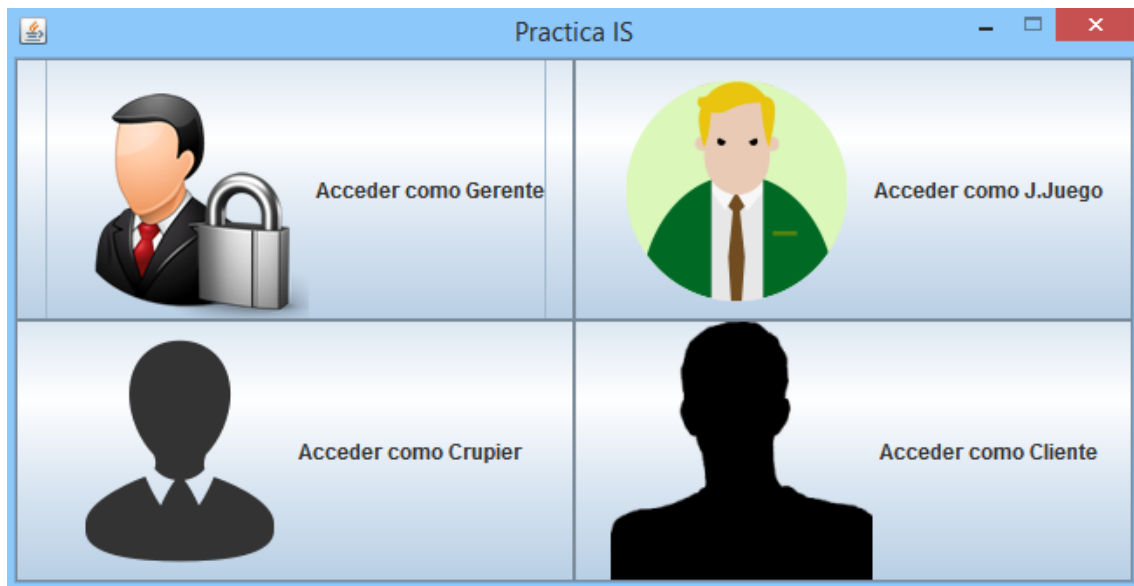 Practica IS
Acceder como Gerente
Acceder como J.Juego
Acceder como Crupier
Acceder como Cliente